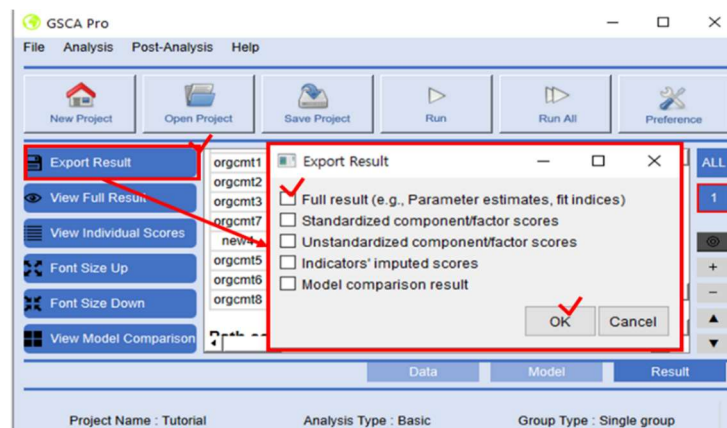 GSCA Pro
File Analysis Post-Analysis Help
New Project Open Project Save Project Run Run All Preference
Export Result
View Full Result
View Individual Scores
Font Size Up
Font Size Down
View Model Comparison
orgcmt1
orgcmt2
orgcmt3
orgcmt7
new4
orgcmt5
orgcmt6
orgcmt8
Export Result
Full result (e.g., Parameter estimates, fit indices)
Standardized component/factor scores
Unstandardized component/factor scores
Indicators' imputed scores
Model comparison result
OK Cancel
ALL
1
+
−
Data Model Result
Project Name : Tutorial Analysis Type : Basic Group Type : Single group